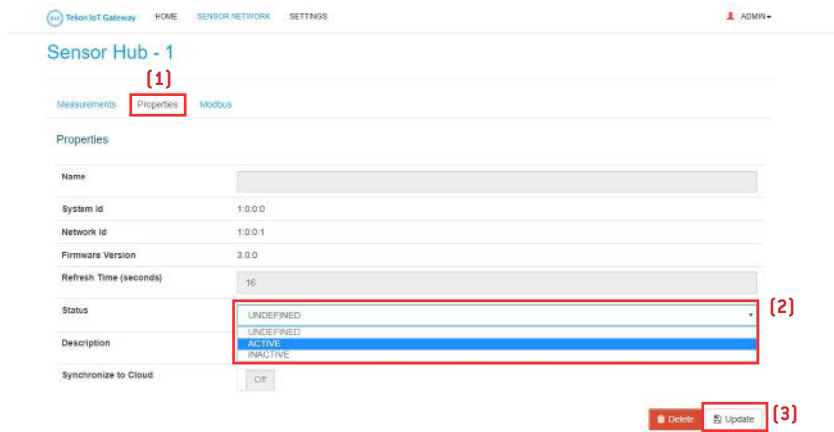 Tekon IoT Gateway HOME SENSOR NETWORK SETTINGS ADMIN
Sensor Hub - 1
(1)
Measurements Properties Modbus
Properties
Name
System Id 1:0:0:0
Network Id 1:0:0:1
Firmware Version 3.0.0
Refresh Time (seconds) 16
Status UNDEFINED (2)
UNDEFINED
Description ACTIVE
INACTIVE
Synchronize to Cloud Off
Delete Update (3)